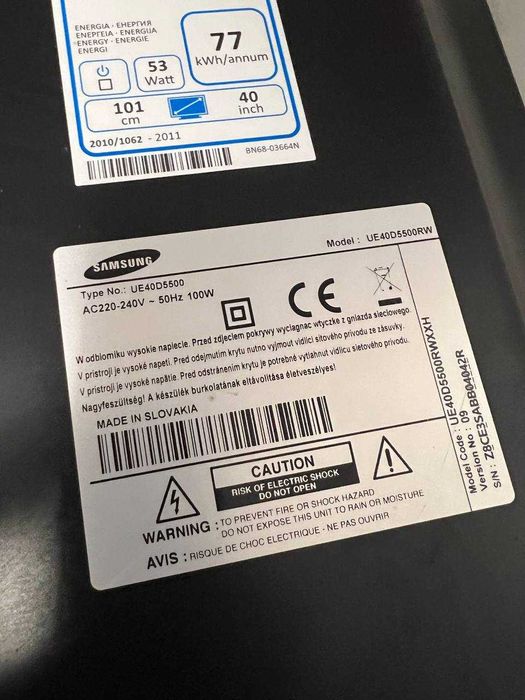 ENERGIA · ЕНЕРГИЯ
ΕΝΕΡΓΕΙΑ · ENERGIJA
ENERGY · ENERGIE
ENERGI
77
kWh/annum
53
Watt
101
cm
40
inch
2010/1062 - 2011
BN68-03664N
SAMSUNG
Model : UE40D5500RW
Type No.: UE40D5500
AC220-240V ~ 50Hz 100W
CE
W odbiorniku wysokie napiecie. Przed zdjeciem pokrywy wyciagnac wtyczke z gniazda sieciowego.
V prístroji je vysoké napetí. Pred odejmutím krytu nutno vyjmout vidlici sítového prívodu ze zásuvky.
V prístroji je vysoké napätie. Pred odstránením krytu je potrebné vytiahnut vidlicu sietového prívodu.
Nagyfeszültség! A készülék burkolatának eltávolítása életveszélyes!
MADE IN SLOVAKIA
CAUTION
RISK OF ELECTRIC SHOCK
DO NOT OPEN
WARNING : TO PREVENT FIRE OR SHOCK HAZARD
DO NOT EXPOSE THIS UNIT TO RAIN OR MOISTURE
AVIS : RISQUE DE CHOC ELECTRIQUE - NE PAS OUVRIR
Model Code : UE40D5500RWXXH
Version No : 09
S/N : Z8CE3SABB04042R